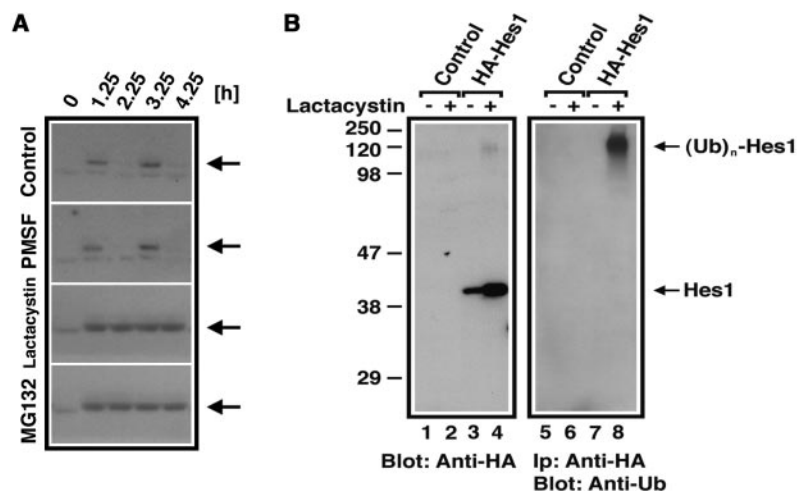 A
0 1.25 2.25 3.25 4.25 [h]
Control
PMSF
Lactacystin
MG132
B
Control HA-Hes1 Control HA-Hes1
Lactacystin - + - + - + - +
250
120
98
47
38
29
(Ub)n-Hes1
Hes1
1 2 3 4 5 6 7 8
Blot: Anti-HA Ip: Anti-HA
Blot: Anti-Ub